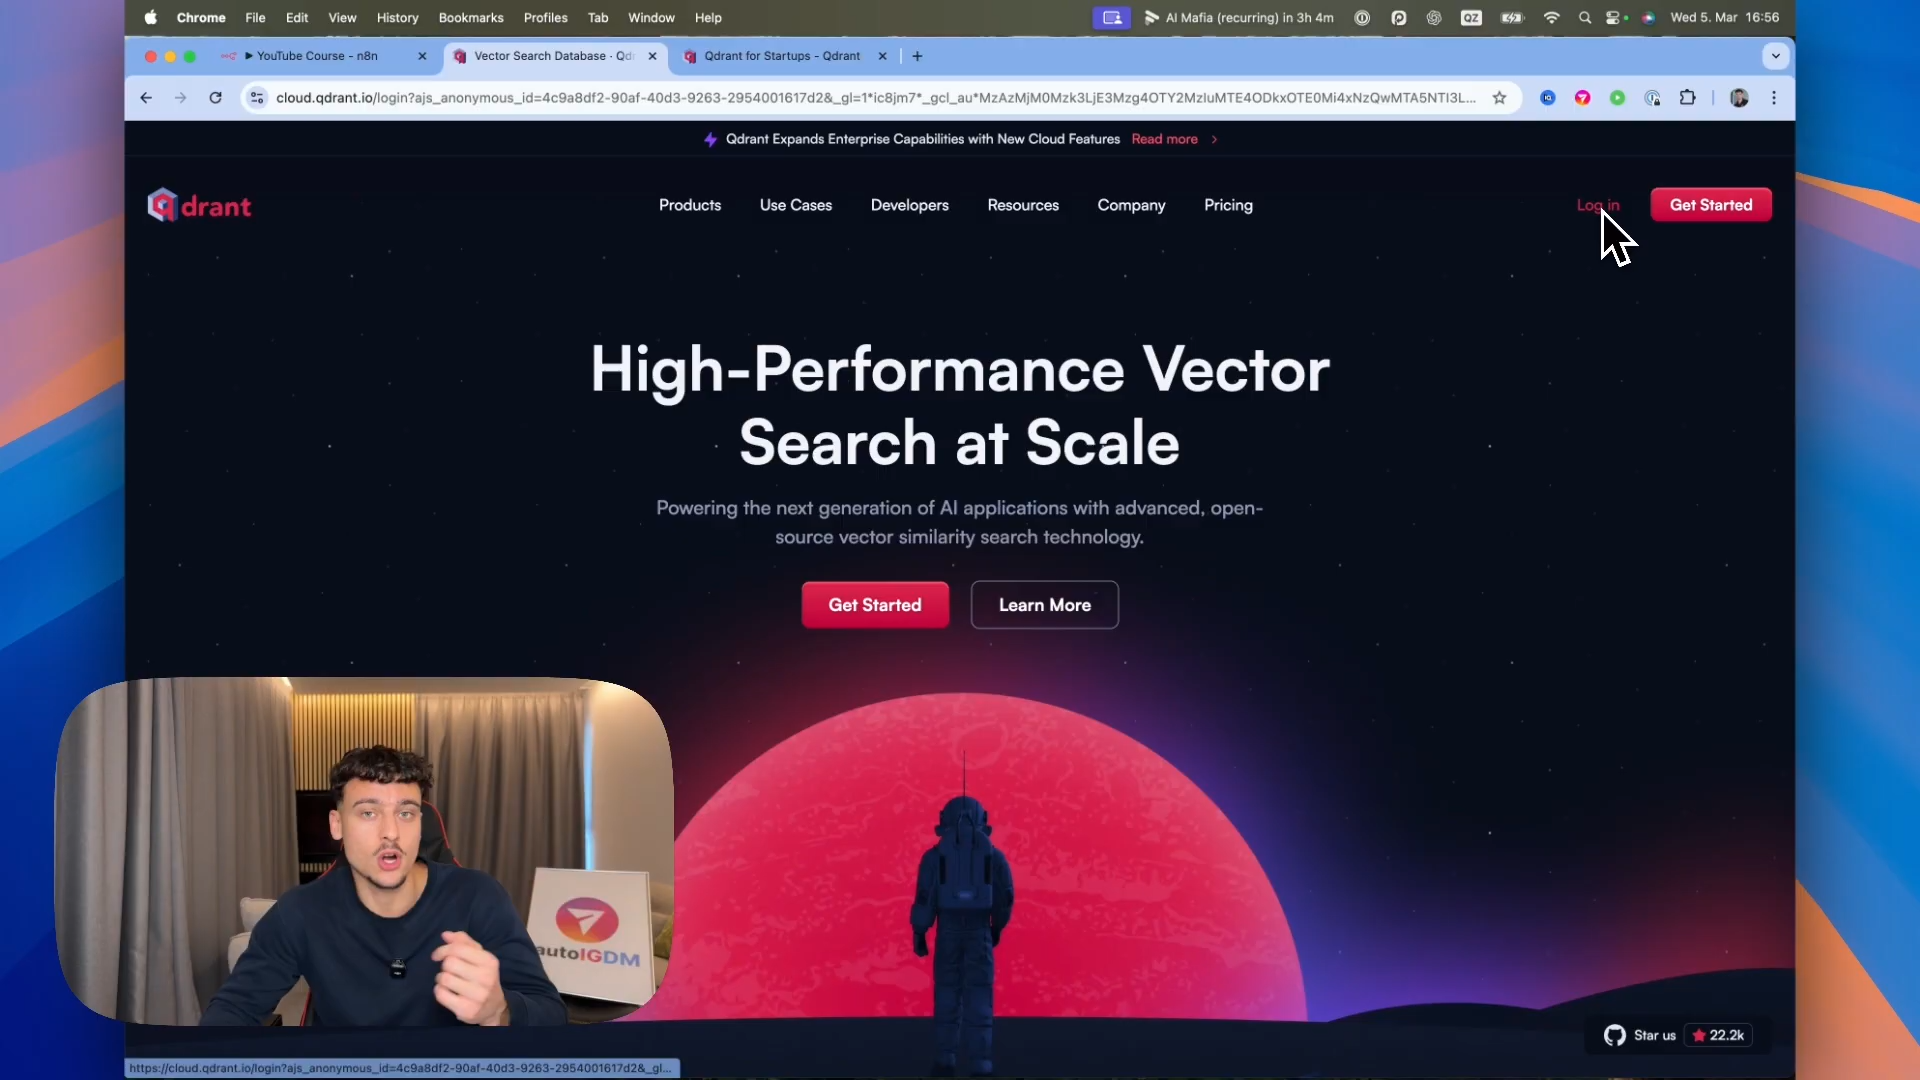 Chrome File Edit View History Bookmarks Profiles Tab Window Help
QZ
AI Mafia (recurring) in 3h 4m
Wed 5. Mar 16:56
YouTube Course - n8n
Vector Search Database - Qd
Qdrant for Startups - Qdrant
cloud.qdrant.io/login?ajs_anonymous_id=4c9a8df2-90af-40d3-9263-2954001617d2&_gl=1*ic8jm7*_gcl_au*MzAzMjM0Mzk3LjE3Mzg4OTY2MzIuMTE4ODkxOTE0Mi4xNzQwMTA5NTI3L...
Qdrant Expands Enterprise Capabilities with New Cloud Features Read more
qdrant
Products Use Cases Developers Resources Company Pricing
Log in
Get Started
High-Performance Vector
Search at Scale
Powering the next generation of AI applications with advanced, open-
source vector similarity search technology.
Get Started
Learn More
autoIGDM
Star us 22.2k
https://cloud.qdrant.io/login?ajs_anonymous_id=4c9a8df2-90af-40d3-9263-2954001617d2&_gl...